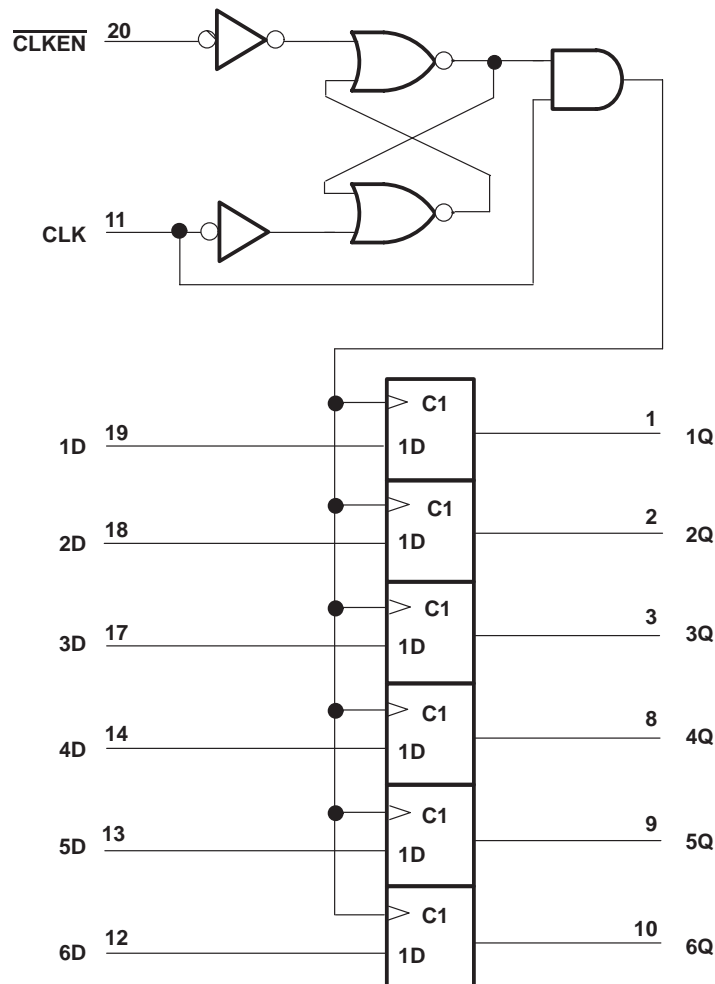 CLKEN 20
CLK 11
C1
1D 19 1D 1 1Q
C1
2D 18 1D 2 2Q
C1
3D 17 1D 3 3Q
C1
4D 14 1D 8 4Q
C1
5D 13 1D 9 5Q
C1
6D 12 1D 10 6Q